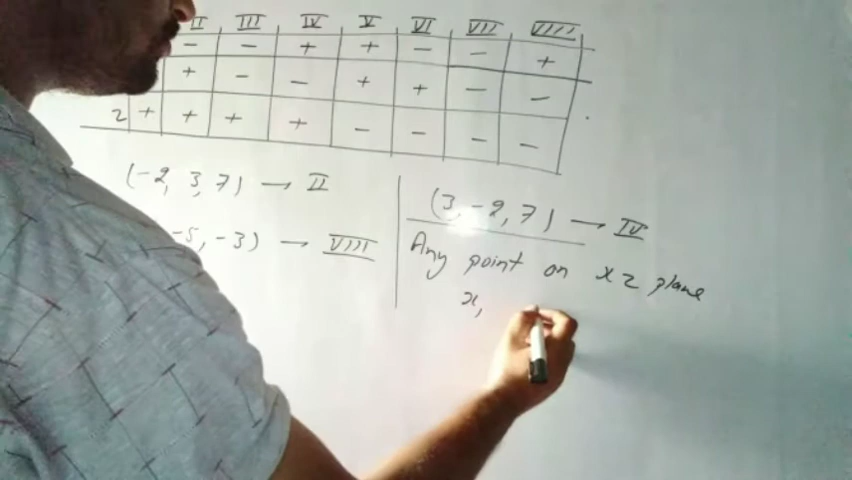 II III IV V VI VII VIII
- - + + - - +
+ - - + + - -
z + + + + - - - -
(-2, 3, 7) → II
-5, -3) → VIII
(3, -2, 7) → IV
Any point on xz plane
x,